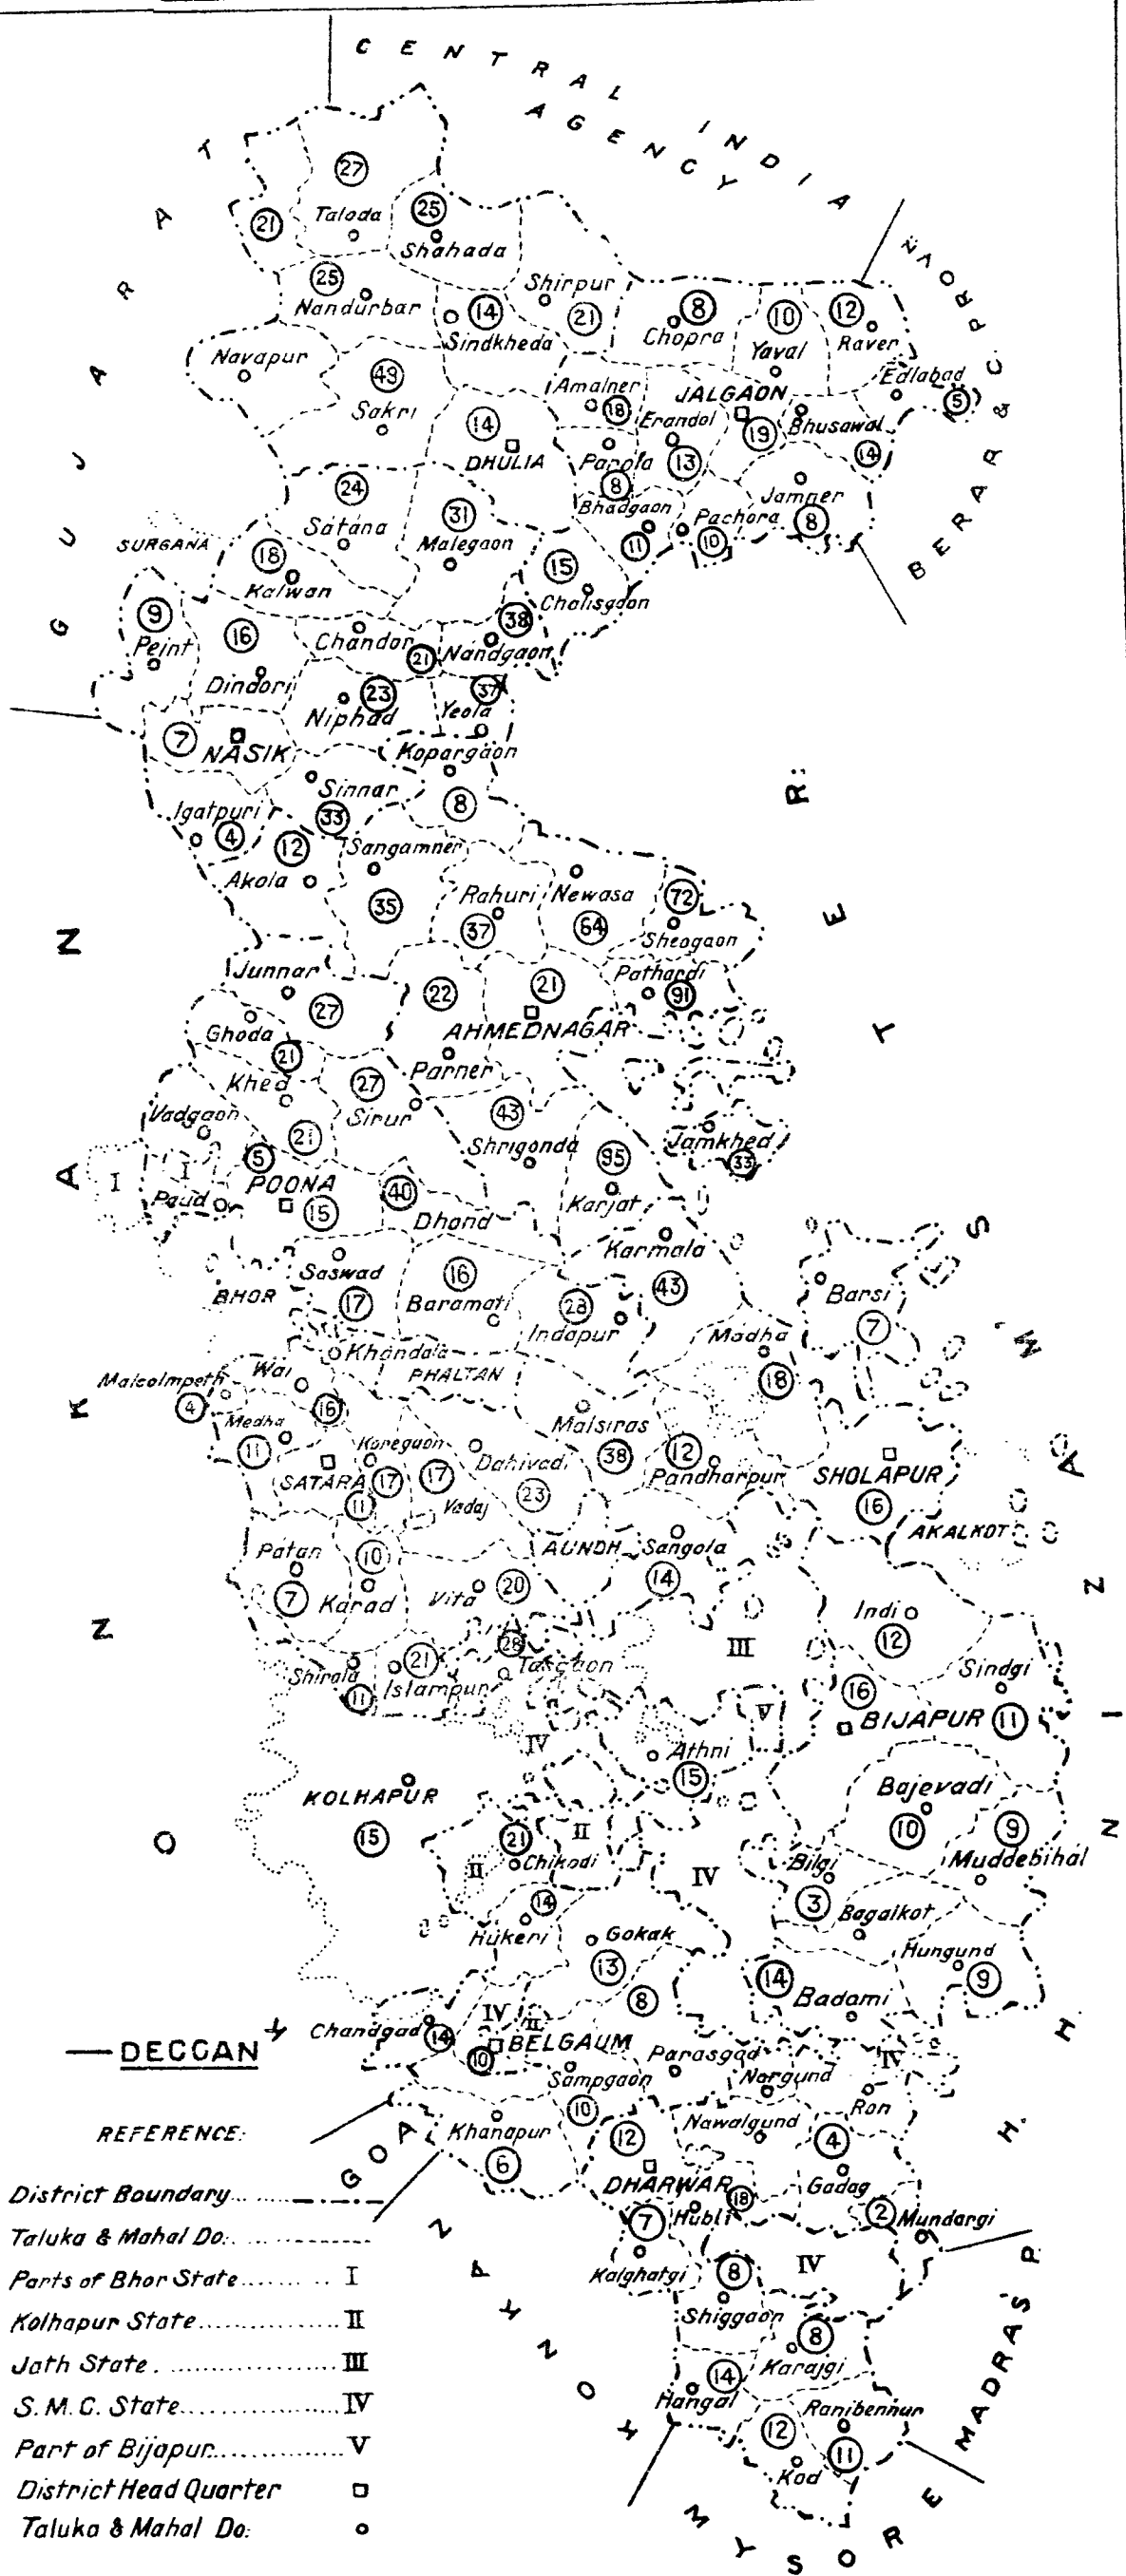 CENTRAL INDIA
AGENCY
GUJARAT
27
Taloda
25
Shahada
21
25
Nandurbar
14
Sindkheda
Shirpur
21
8
Chopra
10
Yaval
12
Raver
C. PROVN.
BERAR &
Navapur
49
Sakri
Amalner
18
JALGAON
19
Erandol
13
Bhusawal
14
Edlabad
5
14
DHULIA
Parola
8
Jamner
8
24
Satana
31
Malegaon
Bhadgaon
11
Pachora
10
SURGANA
18
Kalwan
15
Chalisgaon
9
Peint
16
Dindori
Chandor
21
38
Nandgaon
23
Niphad
37
Yeola
7
NASIK
Kopargaon
8
Sinnar
33
Igatpuri
4
12
Akola
Sangamner
35
Rahuri
37
Newasa
64
72
Sheogaon
Junnar
27
22
Parner
21
AHMEDNAGAR
Pathardi
91
Ghoda
21
Khed
21
27
Sirur
43
Shrigonda
95
Karjat
Jamkhed
33
Vadgaon
5
I
I
Paud
POONA
15
40
Dhond
Karmala
43
Saswad
17
BHOR
16
Baramati
28
Indapur
Barsi
7
Madha
18
Khandala
PHALTAN
Malcolmpeth
4
Wai
16
Medha
11
SATARA
11
Koregaon
17
17
Vadaj
Dahivadi
23
Malsiras
38
12
Pandharpur
SHOLAPUR
16
AKALKOT
Patan
7
10
Karad
Vita
20
AUNDH
Sangola
14
III
Indi
12
Sindgi
11
Shirala
11
21
Islampur
28
Tasgaon
IV
V
16
BIJAPUR
Athni
15
KOLHAPUR
15
21
Chikodi
II
II
IV
Bajevadi
10
9
Muddebihal
Bilgi
3
Bagalkot
14
Hukeri
Gokak
13
8
14
Badami
Hungund
9
Chandgad
14
IV
II
10
BELGAUM
Sampgaon
10
Parasgad
Nargund
IV
Ron
Khanapur
6
12
DHARWAR
Nawalgund
4
Gadag
18
Hubli
2
Mundargi
7
Kalghatgi
8
Shiggaon
IV
8
Karajgi
14
Hangal
12
Kod
Ranibennur
11
KONKAN
H. E. H. NIZAM'S TER:
GOA
N. KANARA
MYSORE
MADRAS PR.
DECCAN
REFERENCE:
District Boundary
Taluka & Mahal Do:
Parts of Bhor State.......... I
Kolhapur State............... II
Jath State................... III
S. M. C. State............... IV
Part of Bijapur.............. V
District Head Quarter
Taluka & Mahal Do: